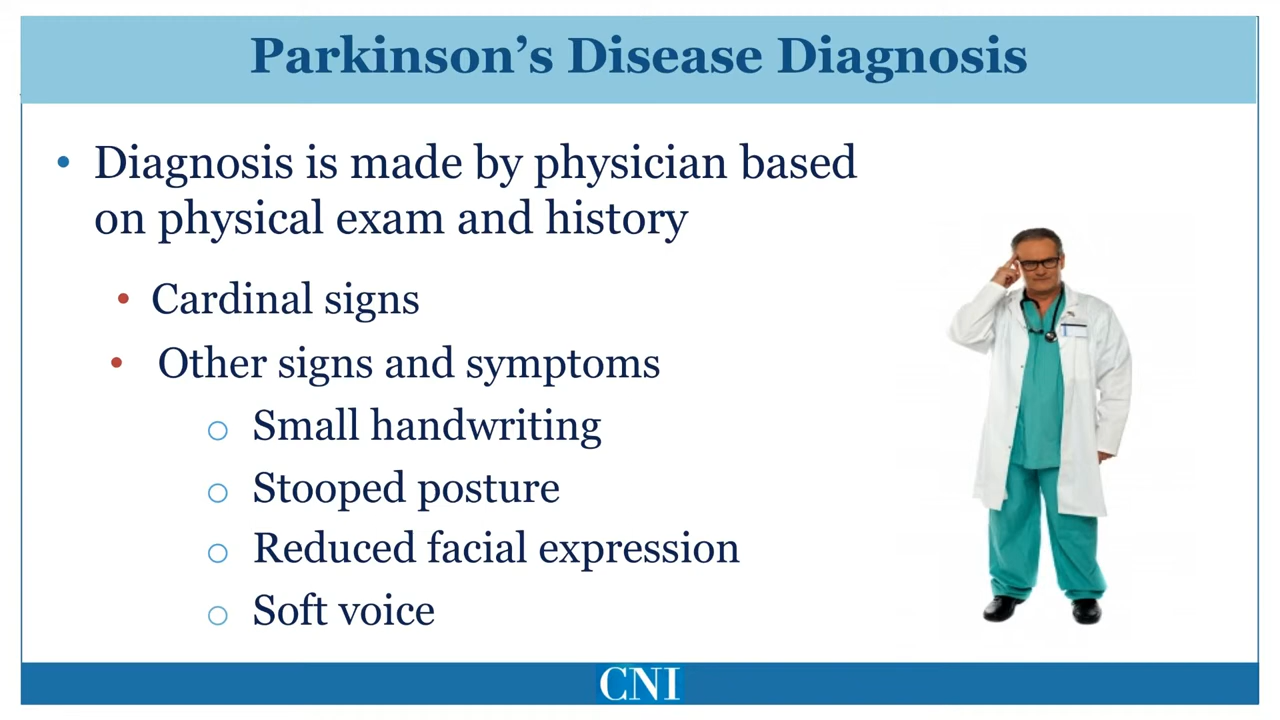 Parkinson’s Disease Diagnosis
• Diagnosis is made by physician based
on physical exam and history
• Cardinal signs
• Other signs and symptoms
o Small handwriting
o Stooped posture
o Reduced facial expression
o Soft voice
CNI